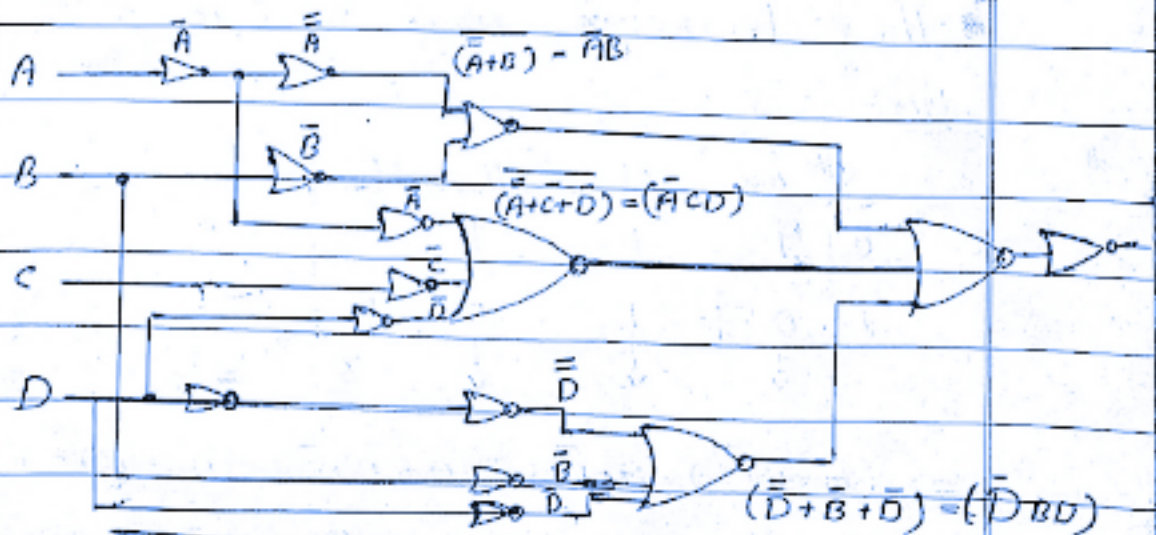 Ā A̿
A
(A̿+B̄)‾ = ĀB
B̄
B
Ā
(A̿+C̄+D̄)‾ = (ĀCD)
C̄
C
D̄
D
D̿
B̄
D̄
(D̿+B̄+D̄) = (D̄BD)